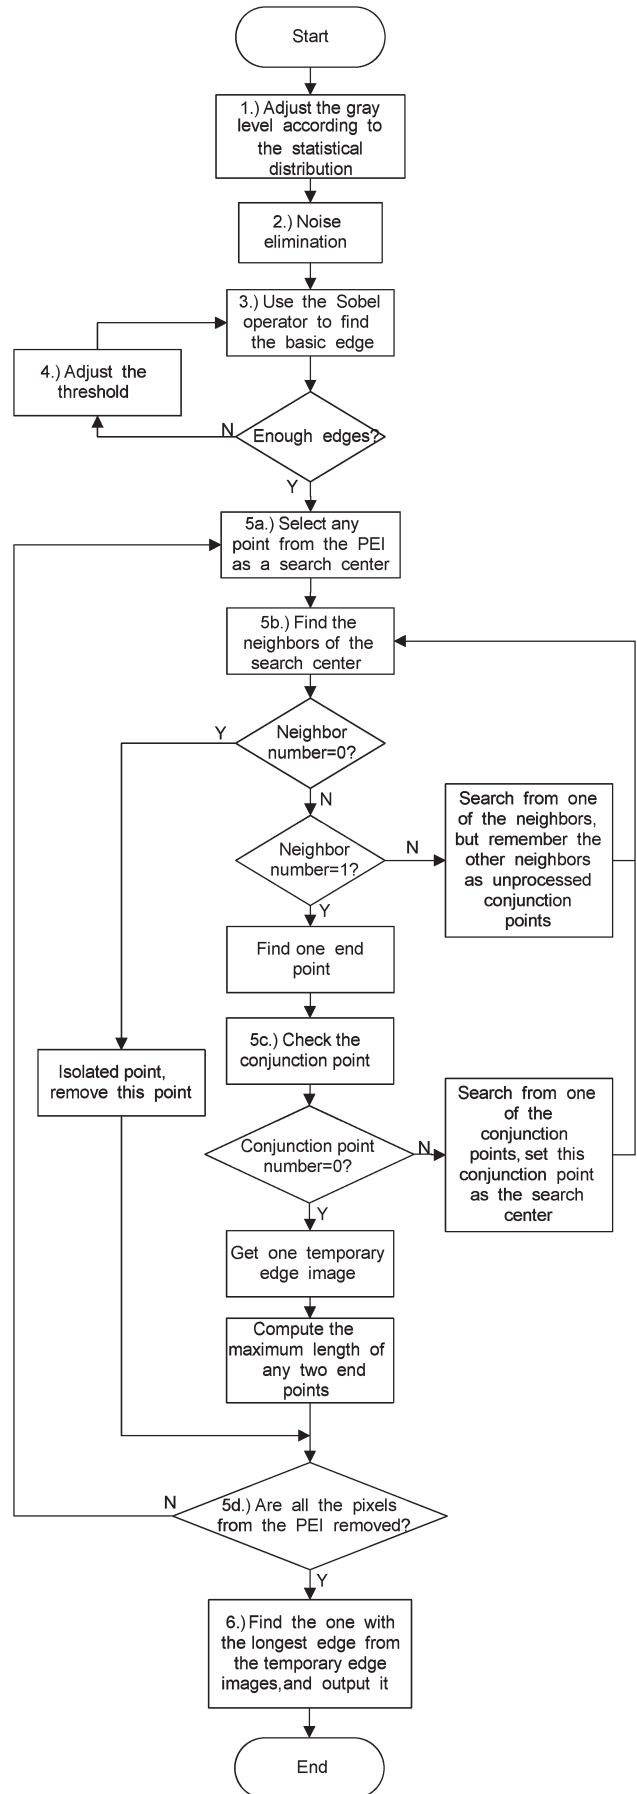 Start
1.) Adjust the gray
level according to
the statistical
distribution
2.) Noise
elimination
3.) Use the Sobel
operator to find
the basic edge
4.) Adjust the
threshold
N
Enough edges?
Y
5a.) Select any
point from the PEI
as a search center
5b.) Find the
neighbors of the
search center
Y
Neighbor
number=0?
N
Search from one
of the neighbors,
but remember the
other neighbors
as unprocessed
conjunction
points
Neighbor
number=1?
N
Y
Find one end
point
5c.) Check the
conjunction point
Isolated point,
remove this point
Search from one
of the
conjunction
points, set this
conjunction point
as the search
center
Conjunction point
number=0?
N
Y
Get one temporary
edge image
Compute the
maximum length of
any two end
points
N
5d.) Are all the pixels
from the PEI removed?
Y
6.) Find the one with
the longest edge from
the temporary edge
images, and output it
End